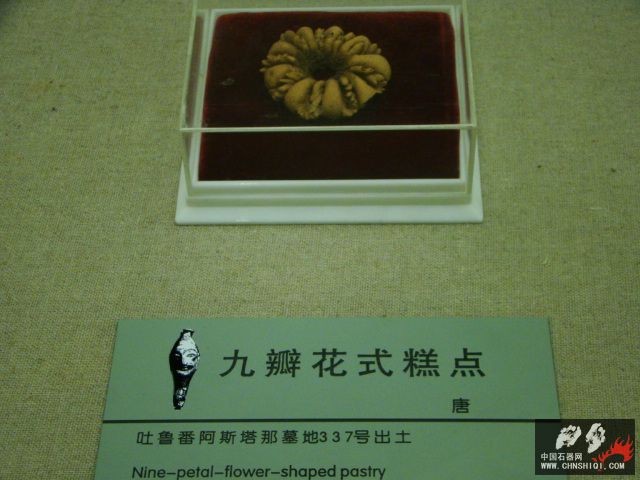 九瓣花式糕点
唐
吐鲁番阿斯塔那墓地337号出土
Nine-petal-flower-shaped pastry
中国石器网
WWW.CHNSHIQI.COM